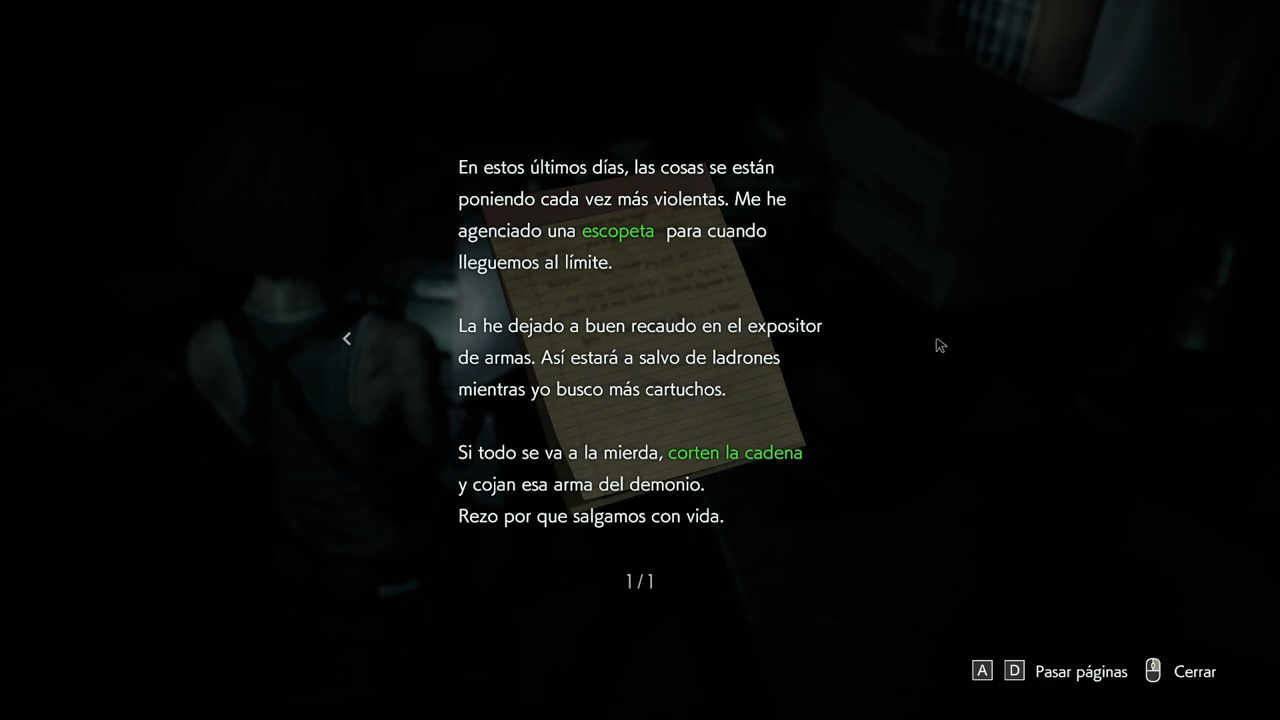 En estos últimos días, las cosas se están
poniendo cada vez más violentas. Me he
agenciado una escopeta para cuando
lleguemos al límite.
La he dejado a buen recaudo en el expositor
de armas. Así estará a salvo de ladrones
mientras yo busco más cartuchos.
Si todo se va a la mierda, corten la cadena
y cojan esa arma del demonio.
Rezo por que salgamos con vida.
1/1
A D Pasar páginas Cerrar